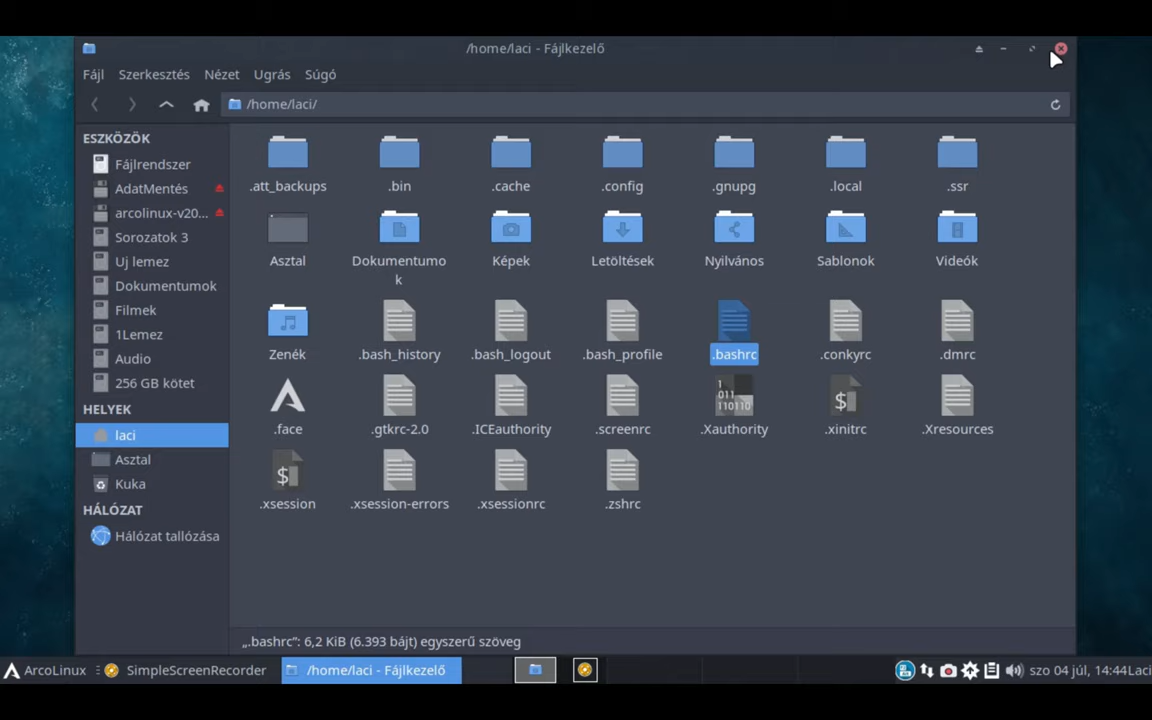 /home/laci - Fájlkezelő
Fájl Szerkesztés Nézet Ugrás Súgó
/home/laci/
ESZKÖZÖK
Fájlrendszer
AdatMentés
arcolinux-v20...
Sorozatok 3
Uj lemez
Dokumentumok
Filmek
1Lemez
Audio
256 GB kötet
HELYEK
laci
Asztal
Kuka
HÁLÓZAT
Hálózat tallózása
.att_backups .bin .cache .config .gnupg .local .ssr
Asztal Dokumentumo
k Képek Letöltések Nyilvános Sablonok Videók
Zenék .bash_history .bash_logout .bash_profile .bashrc .conkyrc .dmrc
1
011
110110
.face .gtkrc-2.0 .ICEauthority .screenrc .Xauthority .xinitrc .Xresources
.xsession .xsession-errors .xsessionrc .zshrc
„.bashrc”: 6,2 KiB (6.393 bájt) egyszerű szöveg
ArcoLinux SimpleScreenRecorder /home/laci - Fájlkezelő szo 04 júl, 14:44 Laci